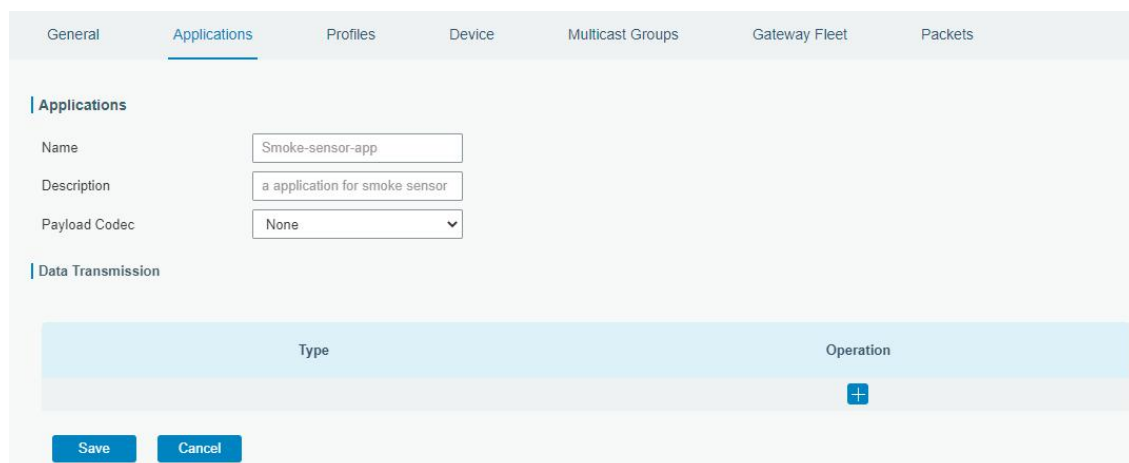 General Applications Profiles Device Multicast Groups Gateway Fleet Packets
Applications
Name Smoke-sensor-app
Description a application for smoke sensor
Payload Codec None
Data Transmission
Type Operation
Save Cancel